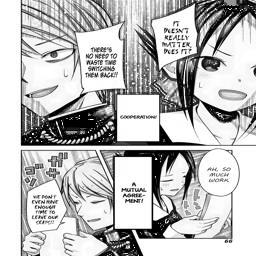 IT
DOESN'T
REALLY
MATTER,
DOES IT?
THERE'S
NO NEED TO
WASTE TIME
SWITCHING
THEM BACK!!
COOPERATION!
AH, SO
MUCH
WORK.
A
MUTUAL
AGREE-
MENT!
WE DON'T
EVEN HAVE
ENOUGH
TIME TO
LEAVE OUR
SEATS!!
66